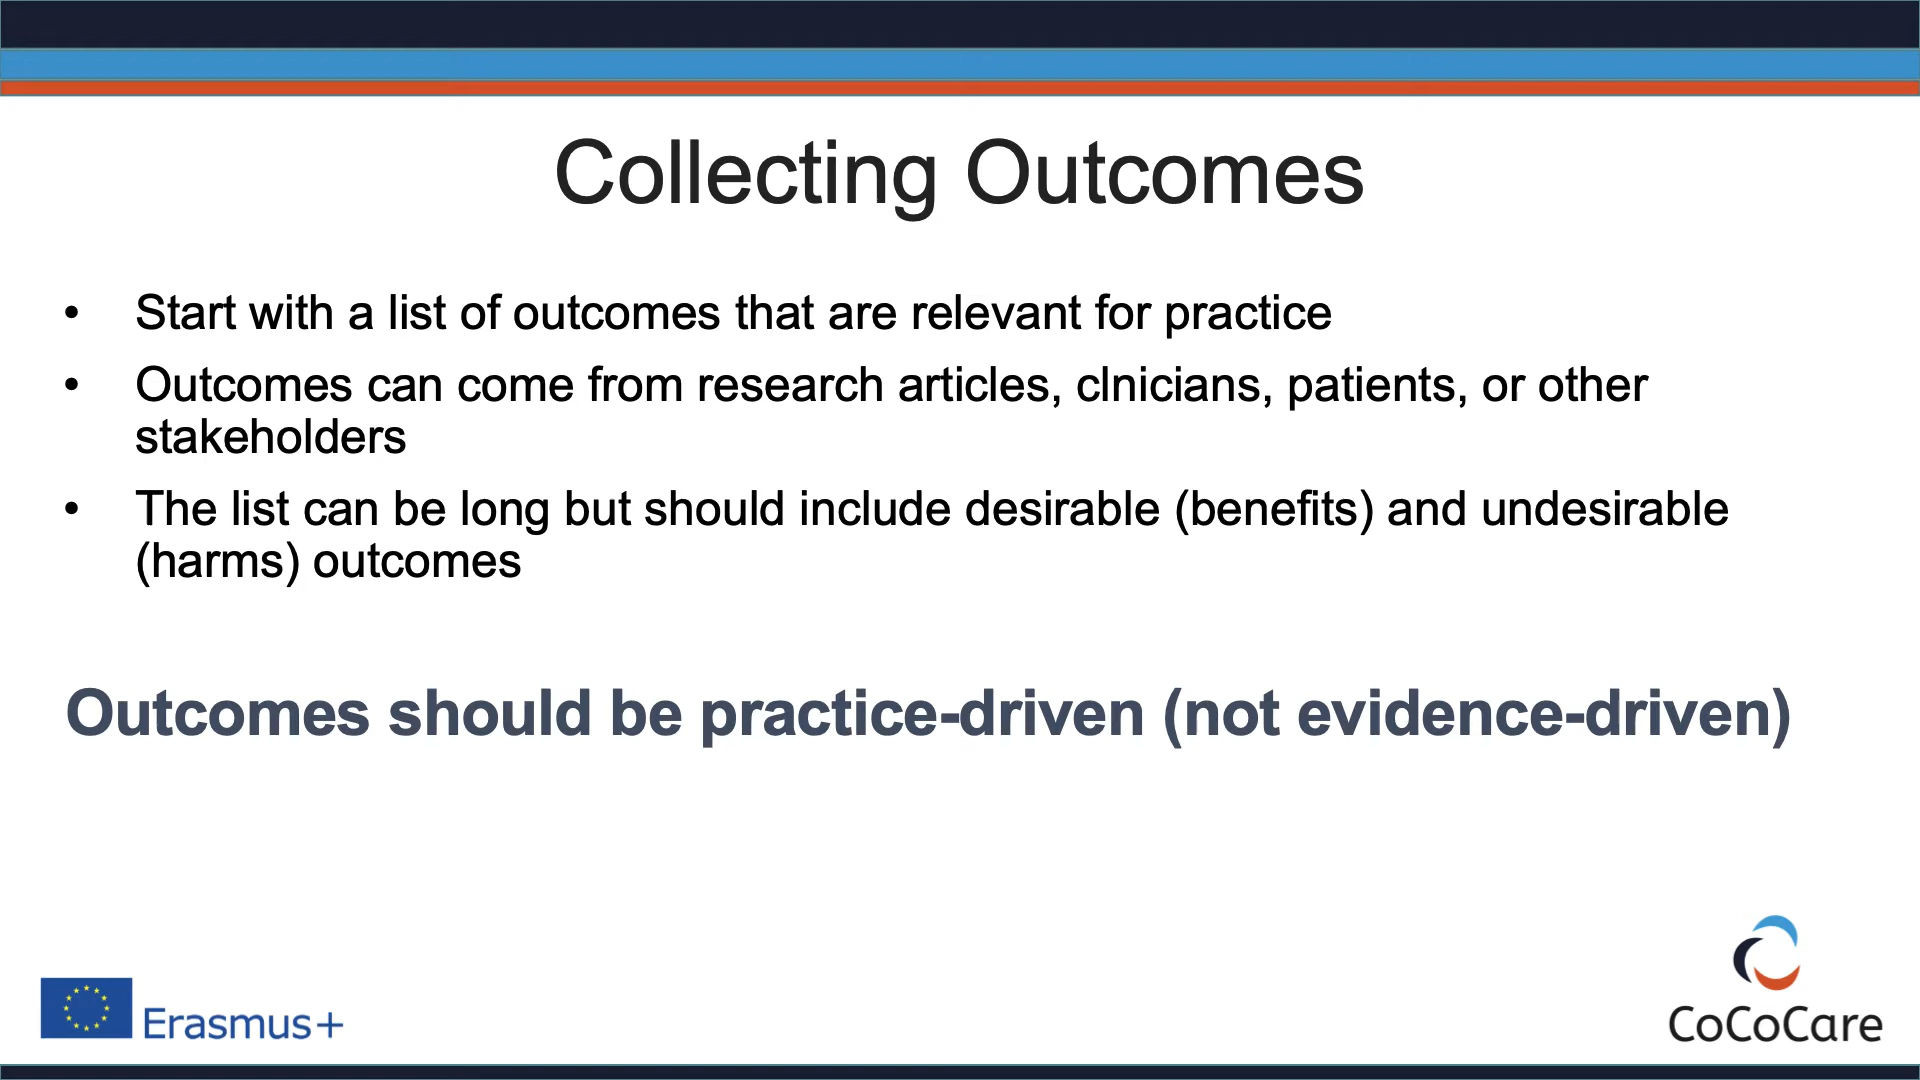 Collecting Outcomes
• Start with a list of outcomes that are relevant for practice
• Outcomes can come from research articles, clnicians, patients, or other
stakeholders
• The list can be long but should include desirable (benefits) and undesirable
(harms) outcomes
Outcomes should be practice-driven (not evidence-driven)
Erasmus+
CoCoCare